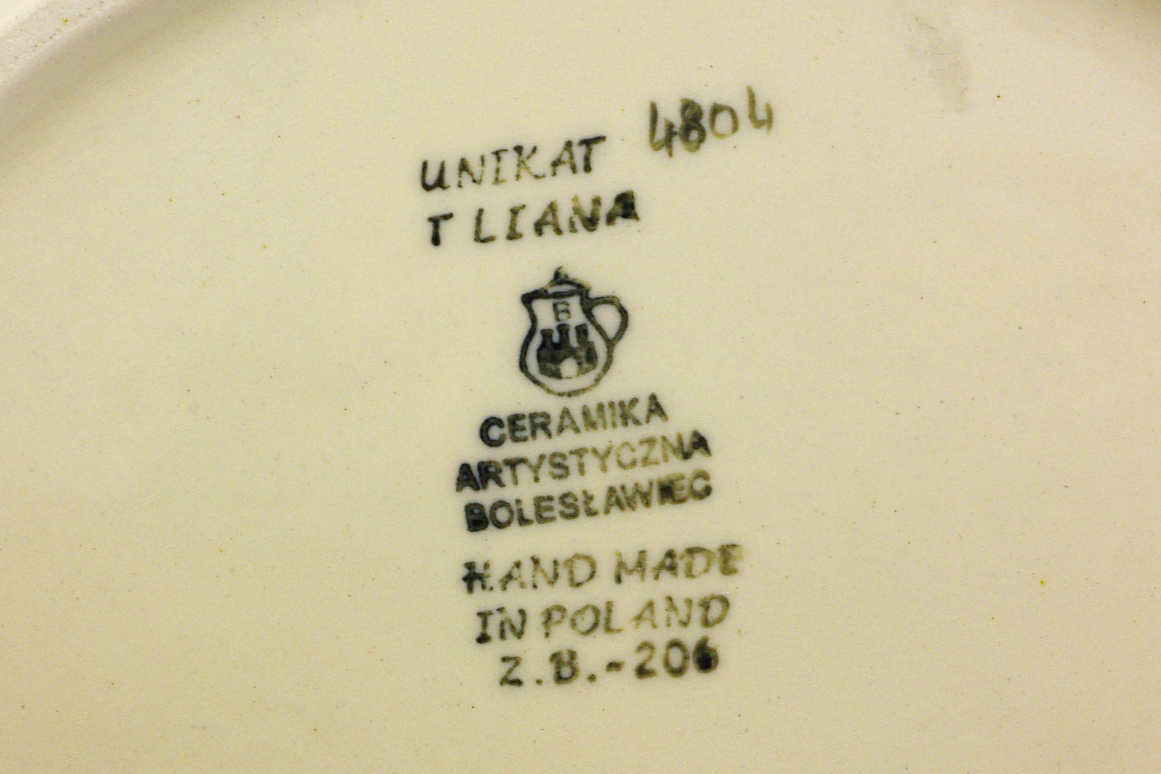 UNIKAT 4804
T LIANA
B
CERAMIKA
ARTYSTYCZNA
BOLESŁAWIEC
HAND MADE
IN POLAND
Z.B.-206